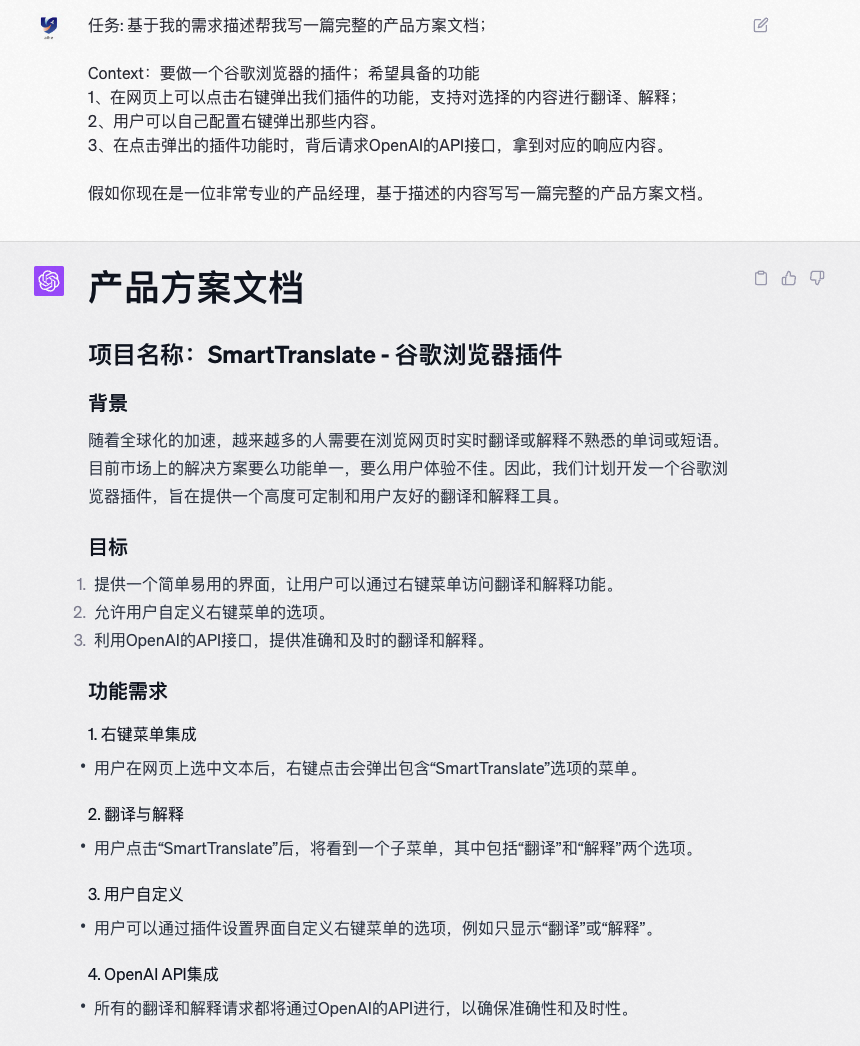 任务: 基于我的需求描述帮我写一篇完整的产品方案文档；
Context：要做一个谷歌浏览器的插件；希望具备的功能
1、在网页上可以点击右键弹出我们插件的功能，支持对选择的内容进行翻译、解释；
2、用户可以自己配置右键弹出那些内容。
3、在点击弹出的插件功能时，背后请求OpenAI的API接口，拿到对应的响应内容。
假如你现在是一位非常专业的产品经理，基于描述的内容写写一篇完整的产品方案文档。
产品方案文档
项目名称：SmartTranslate - 谷歌浏览器插件
背景
随着全球化的加速，越来越多的人需要在浏览网页时实时翻译或解释不熟悉的单词或短语。
目前市场上的解决方案要么功能单一，要么用户体验不佳。因此，我们计划开发一个谷歌浏
览器插件，旨在提供一个高度可定制和用户友好的翻译和解释工具。
目标
1. 提供一个简单易用的界面，让用户可以通过右键菜单访问翻译和解释功能。
2. 允许用户自定义右键菜单的选项。
3. 利用OpenAI的API接口，提供准确和及时的翻译和解释。
功能需求
1. 右键菜单集成
• 用户在网页上选中文本后，右键点击会弹出包含“SmartTranslate”选项的菜单。
2. 翻译与解释
• 用户点击“SmartTranslate”后，将看到一个子菜单，其中包括“翻译”和“解释”两个选项。
3. 用户自定义
• 用户可以通过插件设置界面自定义右键菜单的选项，例如只显示“翻译”或“解释”。
4. OpenAI API集成
• 所有的翻译和解释请求都将通过OpenAI的API进行，以确保准确性和及时性。